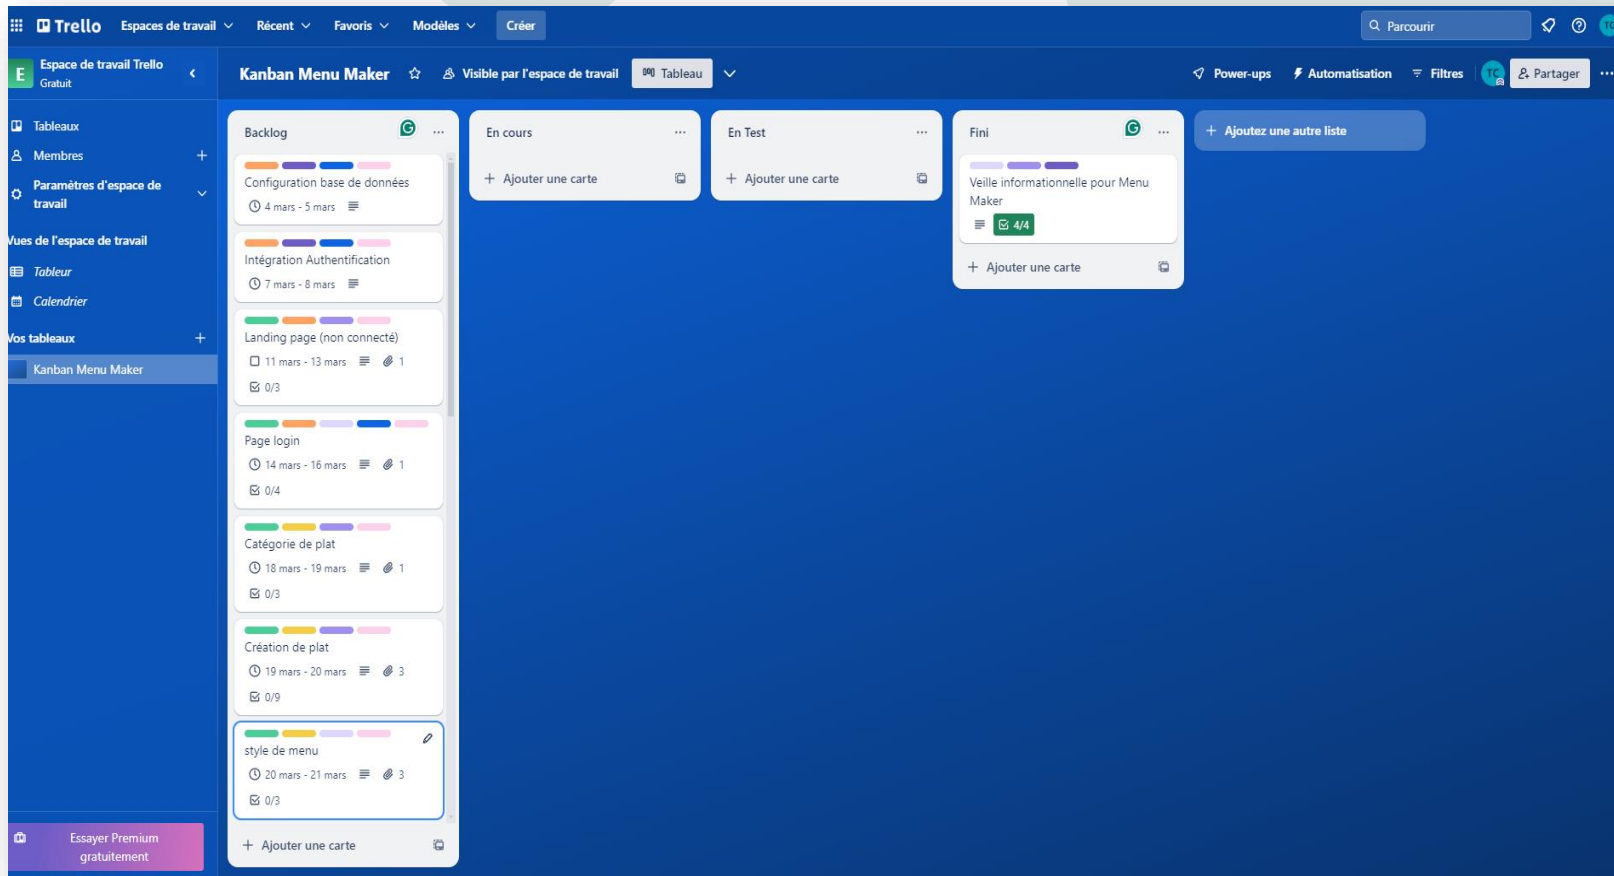 Trello Espaces de travail Récent Favoris Modèles Créer Parcourir TC
E Espace de travail Trello
Gratuit
Kanban Menu Maker Visible par l'espace de travail Tableau Power-ups Automatisation Filtres TC Partager
Tableaux
Membres
Paramètres d'espace de
travail
Vues de l'espace de travail
Tableur
Calendrier
Vos tableaux
Kanban Menu Maker
Essayer Premium
gratuitement
Backlog
Configuration base de données
4 mars - 5 mars
Intégration Authentification
7 mars - 8 mars
Landing page (non connecté)
11 mars - 13 mars 1
0/3
Page login
14 mars - 16 mars 1
0/4
Catégorie de plat
18 mars - 19 mars 1
0/3
Création de plat
19 mars - 20 mars 3
0/9
style de menu
20 mars - 21 mars 3
0/3
+ Ajouter une carte
En cours
+ Ajouter une carte
En Test
+ Ajouter une carte
Fini
Veille informationnelle pour Menu
Maker
4/4
+ Ajouter une carte
+ Ajoutez une autre liste